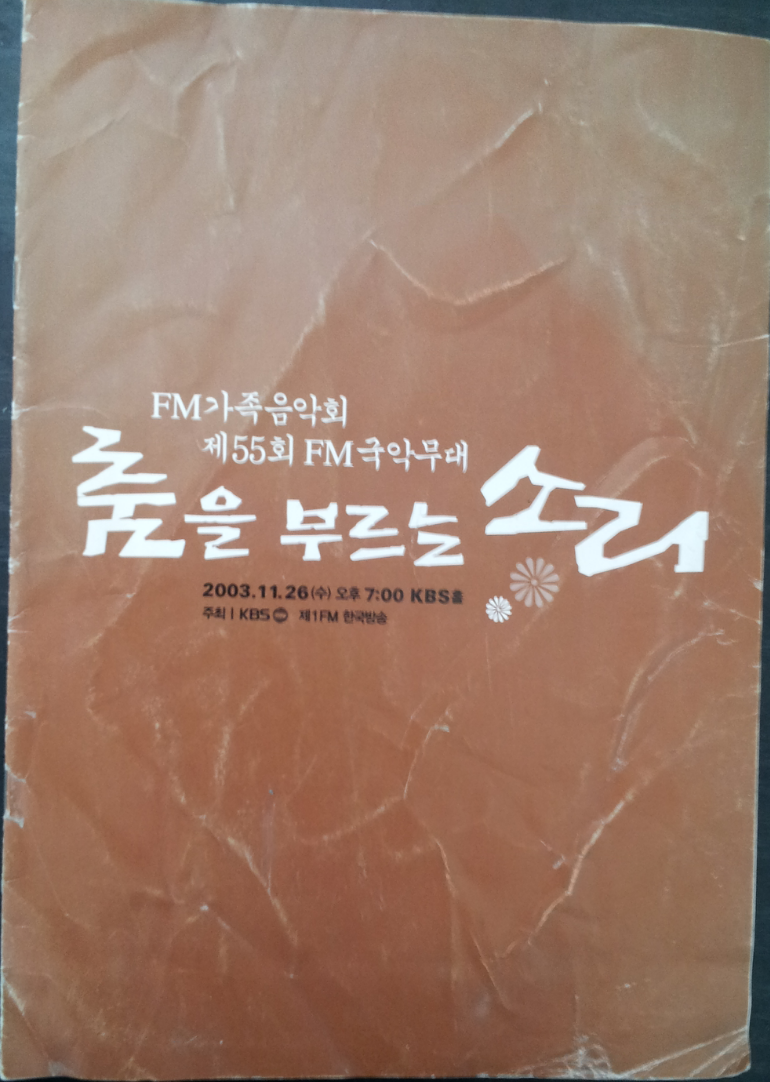 FM가족음악회
제55회 FM국악무대
춤을 부르는 소리
2003.11.26(수) 오후 7:00 KBS홀
주최 | KBS 제1FM 한국방송